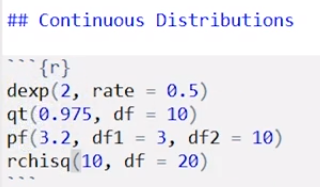 ## Continuous Distributions
```{r}
dexp(2, rate = 0.5)
qt(0.975, df = 10)
pf(3.2, df1 = 3, df2 = 10)
rchisq(10, df = 20)
```